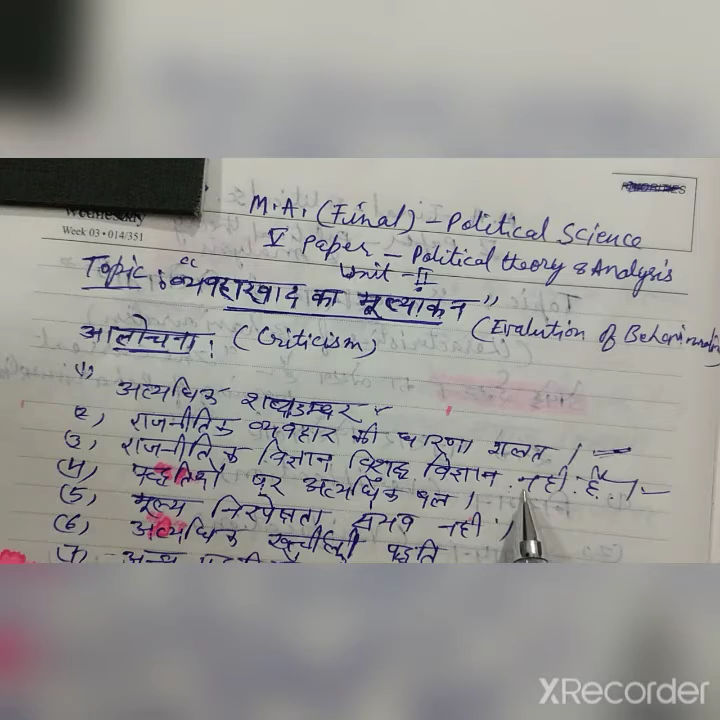 Wednesday
Week 03 • 014/351
M.A. (Final) - Political Science
V Paper - Political theory & Analysis
Unit - II
Topic : "व्यवहारवाद का मूल्यांकन"
(Evalution of Behaviouralism
आलोचना : (Criticism)
(1) अत्यधिक शब्दाडम्बर
(2) राजनीतिक व्यवहार की धारणा गलत ।
(3) राजनीतिक विज्ञान विशुद्ध विज्ञान नहीं है ।
(4) पद्धतियों पर अत्यधिक बल ।
(5) मूल्य निरपेक्षता संभव नहीं ।
(6) अत्यधिक खर्चीली पद्धति
(7) अन्य
XRecorder